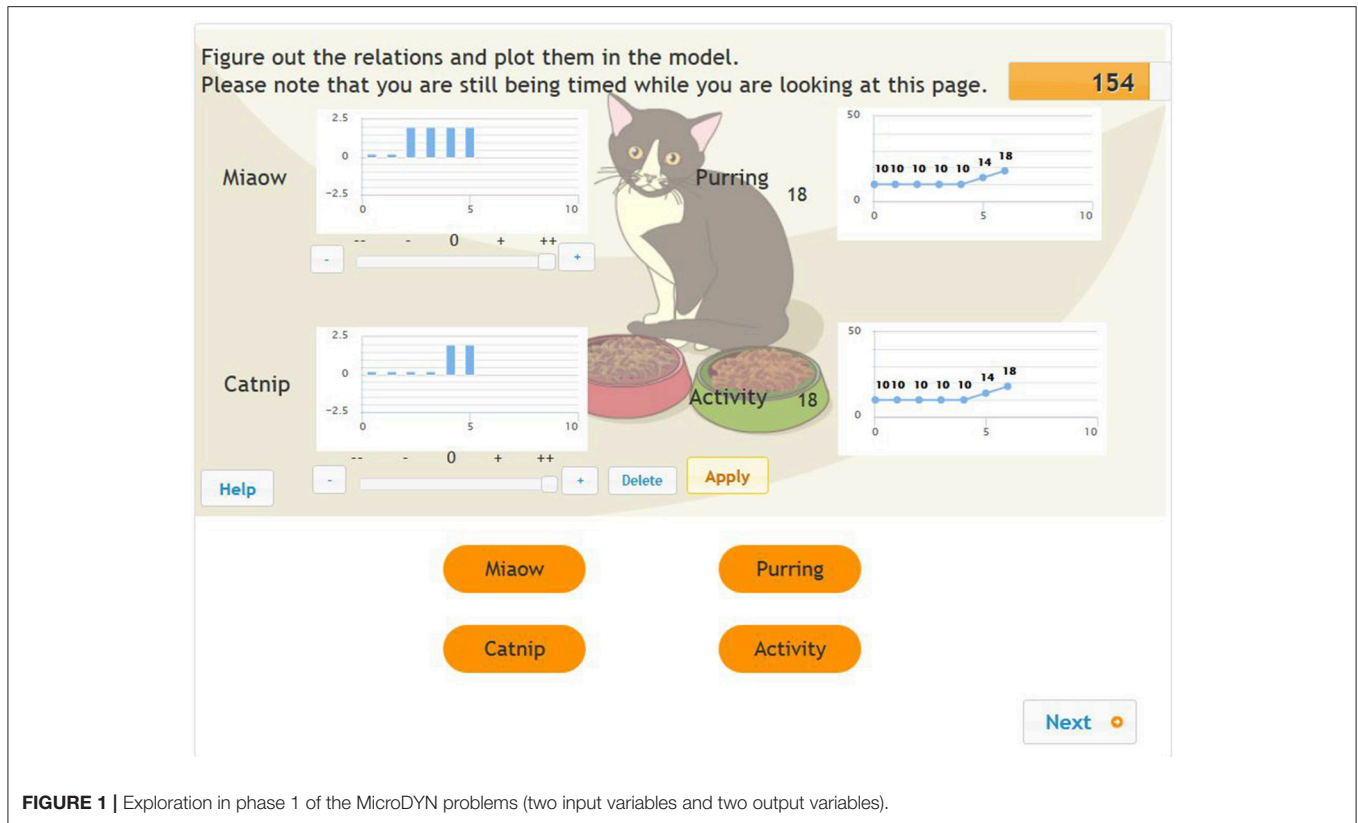 Figure out the relations and plot them in the model.
Please note that you are still being timed while you are looking at this page.
154
Miaow
2.5
0
−2.5
0 5 10
-- - 0 + ++
- +
Purring
18
50
0
10 10 10 10 10 14 18
0 5 10
Catnip
2.5
0
−2.5
0 5 10
-- - 0 + ++
- +
Activity
18
50
0
10 10 10 10 10 14 18
0 5 10
Help
Delete
Apply
Miaow
Purring
Catnip
Activity
Next
FIGURE 1 | Exploration in phase 1 of the MicroDYN problems (two input variables and two output variables).